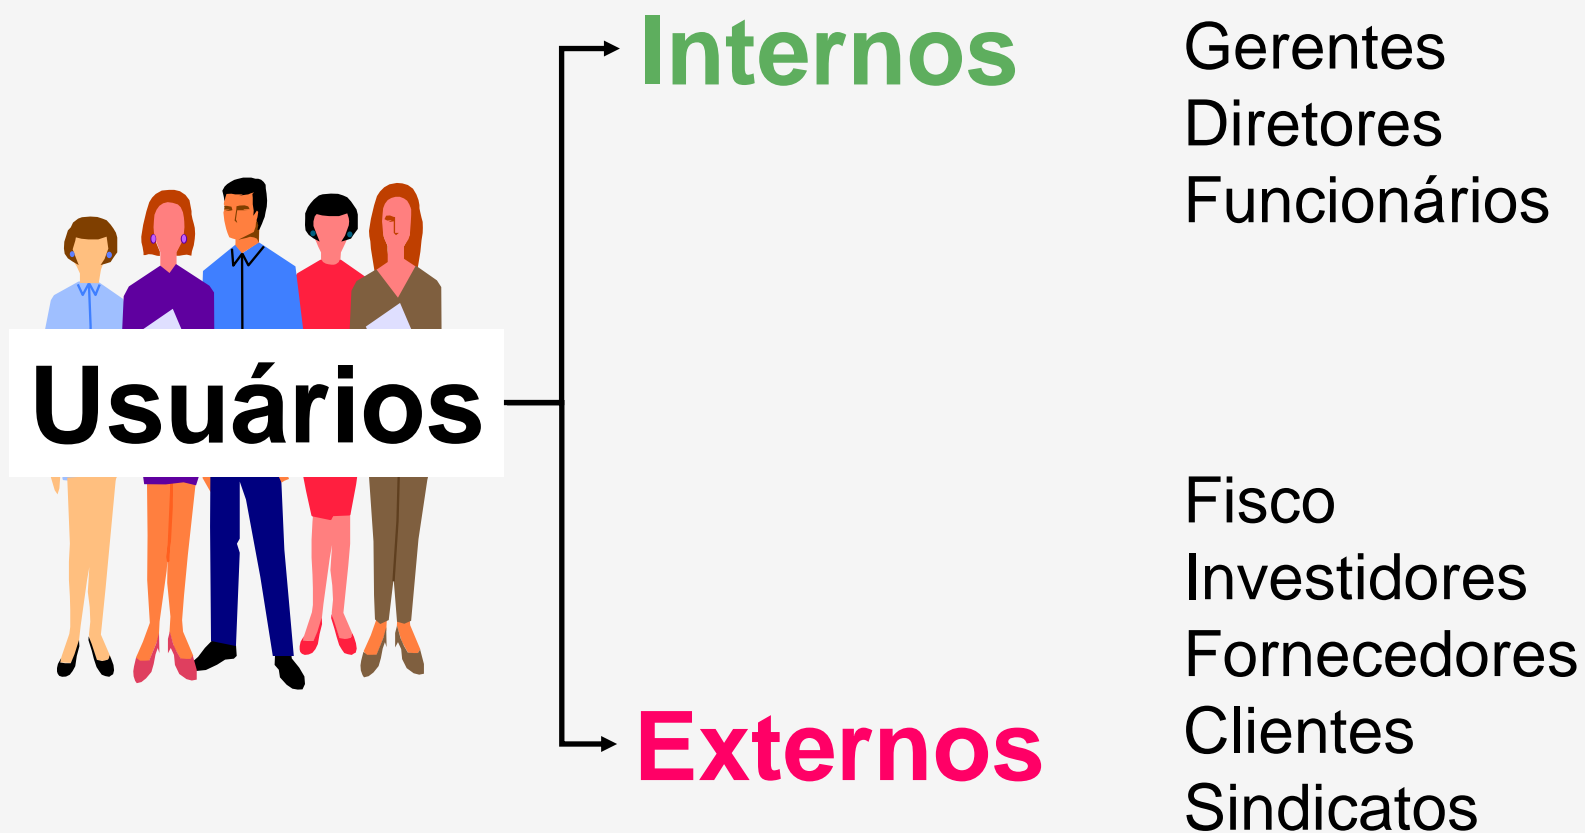 Usuários
Internos
Gerentes
Diretores
Funcionários
Externos
Fisco
Investidores
Fornecedores
Clientes
Sindicatos